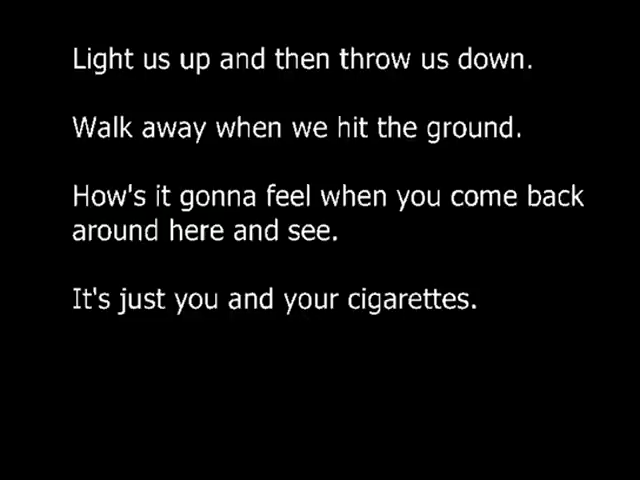 Light us up and then throw us down.
Walk away when we hit the ground.
How's it gonna feel when you come back
around here and see.
It's just you and your cigarettes.